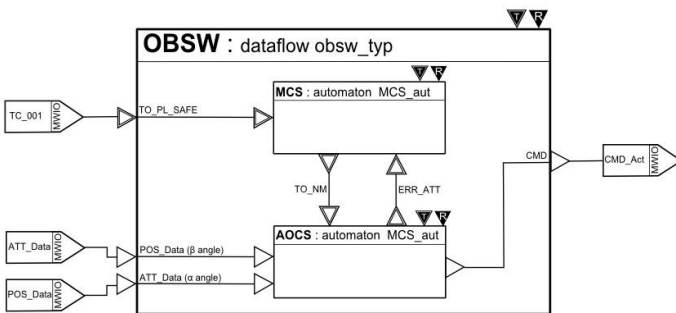 T R
OBSW : dataflow obsw_typ
T R
MCS : automaton MCS_aut
TC_001 MWIO
TO_PL_SAFE
CMD
CMD_Act MWIO
TO_NM
ERR_ATT
T R
AOCS : automaton MCS_aut
ATT_Data MWIO
POS_Data (β angle)
ATT_Data (α angle)
POS_Data MWIO